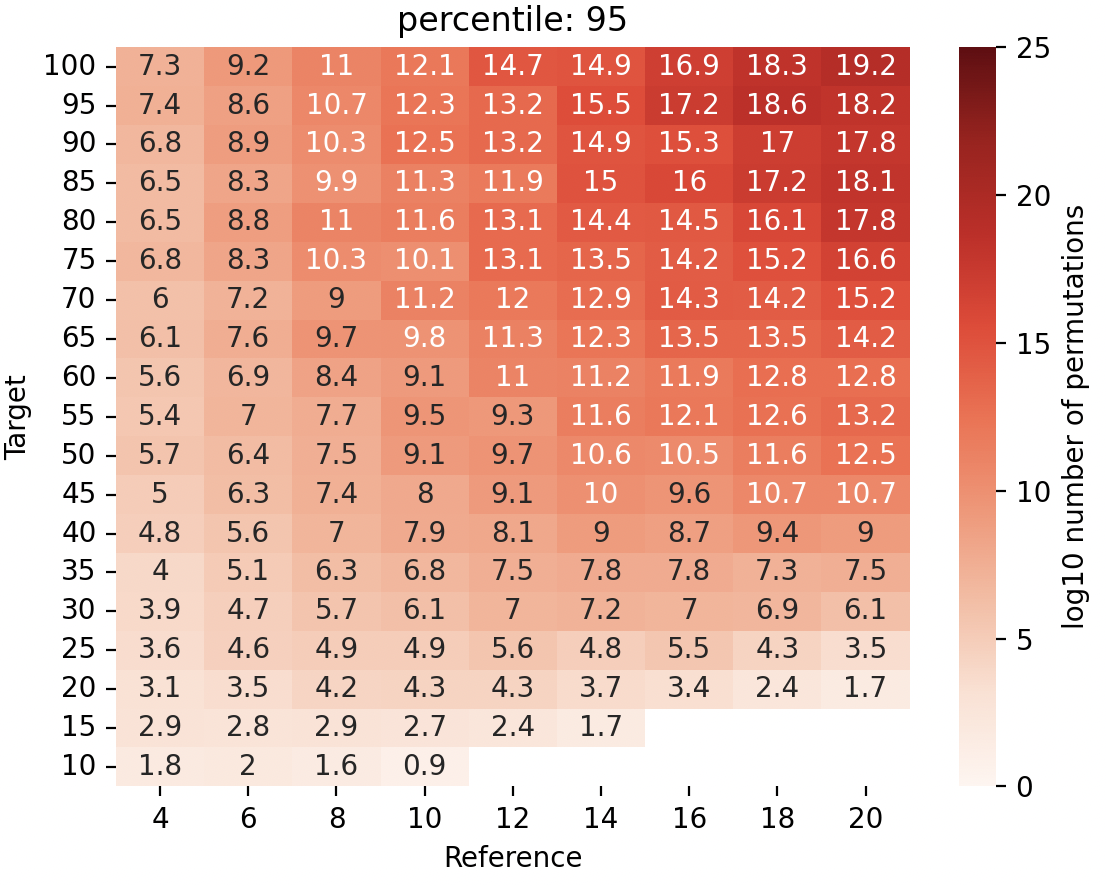 percentile: 95
100 7.3 9.2 11 12.1 14.7 14.9 16.9 18.3 19.2
95 7.4 8.6 10.7 12.3 13.2 15.5 17.2 18.6 18.2
90 6.8 8.9 10.3 12.5 13.2 14.9 15.3 17 17.8
85 6.5 8.3 9.9 11.3 11.9 15 16 17.2 18.1
80 6.5 8.8 11 11.6 13.1 14.4 14.5 16.1 17.8
75 6.8 8.3 10.3 10.1 13.1 13.5 14.2 15.2 16.6
70 6 7.2 9 11.2 12 12.9 14.3 14.2 15.2
65 6.1 7.6 9.7 9.8 11.3 12.3 13.5 13.5 14.2
60 5.6 6.9 8.4 9.1 11 11.2 11.9 12.8 12.8
55 5.4 7 7.7 9.5 9.3 11.6 12.1 12.6 13.2
50 5.7 6.4 7.5 9.1 9.7 10.6 10.5 11.6 12.5
45 5 6.3 7.4 8 9.1 10 9.6 10.7 10.7
40 4.8 5.6 7 7.9 8.1 9 8.7 9.4 9
35 4 5.1 6.3 6.8 7.5 7.8 7.8 7.3 7.5
30 3.9 4.7 5.7 6.1 7 7.2 7 6.9 6.1
25 3.6 4.6 4.9 4.9 5.6 4.8 5.5 4.3 3.5
20 3.1 3.5 4.2 4.3 4.3 3.7 3.4 2.4 1.7
15 2.9 2.8 2.9 2.7 2.4 1.7
10 1.8 2 1.6 0.9
4 6 8 10 12 14 16 18 20
Reference
Target
25
20
15
10
5
0
log10 number of permutations